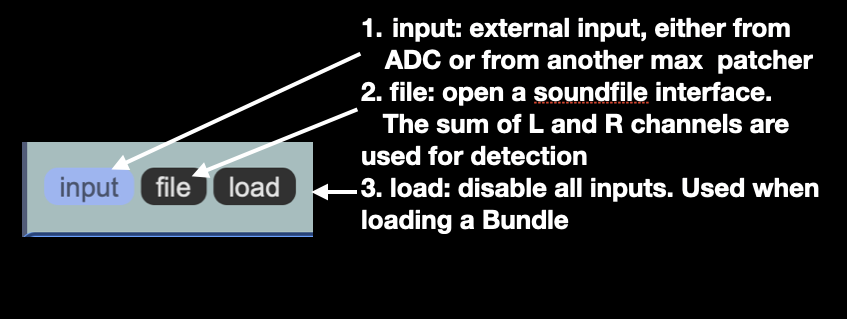 1. input: external input, either from
ADC or from another max patcher
2. file: open a soundfile interface.
The sum of L and R channels are
used for detection
input file load
3. load: disable all inputs. Used when
loading a Bundle